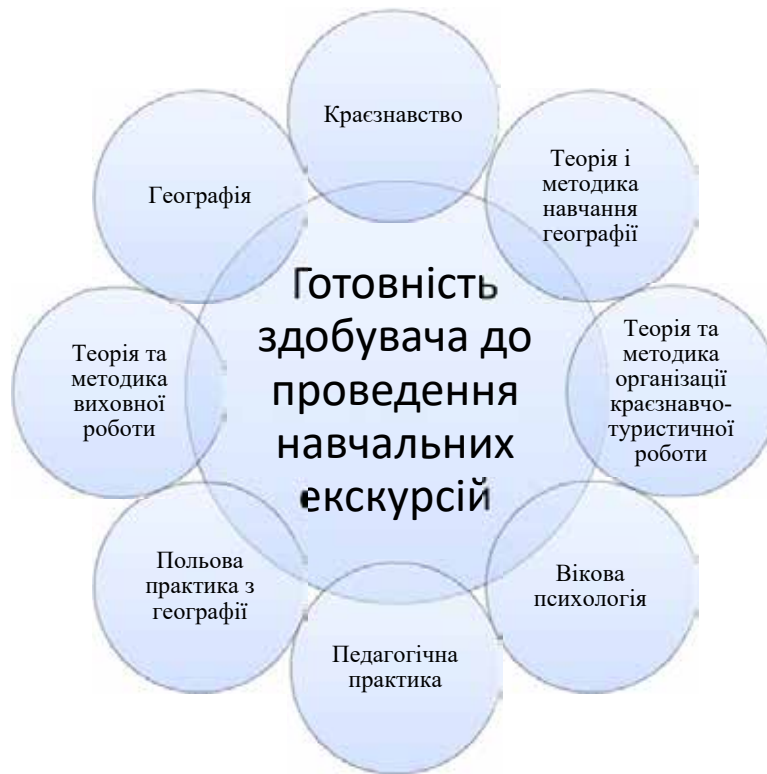 Краєзнавство
Теорія і
методика
навчання
географії
Теорія та
методика
організації
краєзнавчо-
туристичної
роботи
Вікова
психологія
Педагогічна
практика
Польова
практика з
географії
Теорія та
методика
виховної
роботи
Географія
Готовність
здобувача до
проведення
навчальних
екскурсій